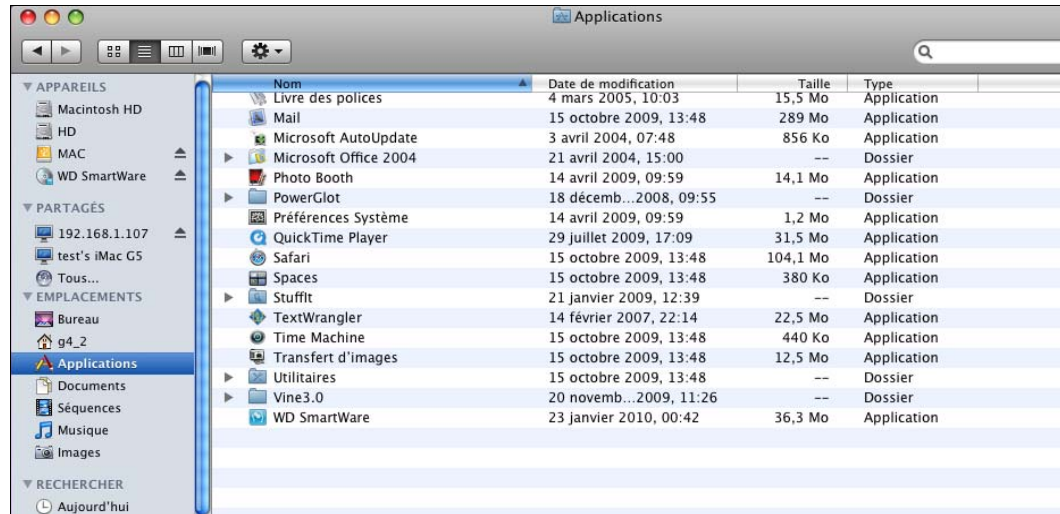 Applications
APPAREILS
Macintosh HD
HD
MAC
WD SmartWare
PARTAGÉS
192.168.1.107
test's iMac G5
Tous...
EMPLACEMENTS
Bureau
g4_2
Applications
Documents
Séquences
Musique
Images
RECHERCHER
Aujourd'hui
Nom Date de modification Taille Type
Livre des polices 4 mars 2005, 10:03 15,5 Mo Application
Mail 15 octobre 2009, 13:48 289 Mo Application
Microsoft AutoUpdate 3 avril 2004, 07:48 856 Ko Application
Microsoft Office 2004 21 avril 2004, 15:00 -- Dossier
Photo Booth 14 avril 2009, 09:59 14,1 Mo Application
PowerGlot 18 décemb...2008, 09:55 -- Dossier
Préférences Système 14 avril 2009, 09:59 1,2 Mo Application
QuickTime Player 29 juillet 2009, 17:09 31,5 Mo Application
Safari 15 octobre 2009, 13:48 104,1 Mo Application
Spaces 15 octobre 2009, 13:48 380 Ko Application
StuffIt 21 janvier 2009, 12:39 -- Dossier
TextWrangler 14 février 2007, 22:14 22,5 Mo Application
Time Machine 15 octobre 2009, 13:48 440 Ko Application
Transfert d'images 15 octobre 2009, 13:48 12,5 Mo Application
Utilitaires 15 octobre 2009, 13:48 -- Dossier
Vine3.0 20 novemb...2009, 11:26 -- Dossier
WD SmartWare 23 janvier 2010, 00:42 36,3 Mo Application